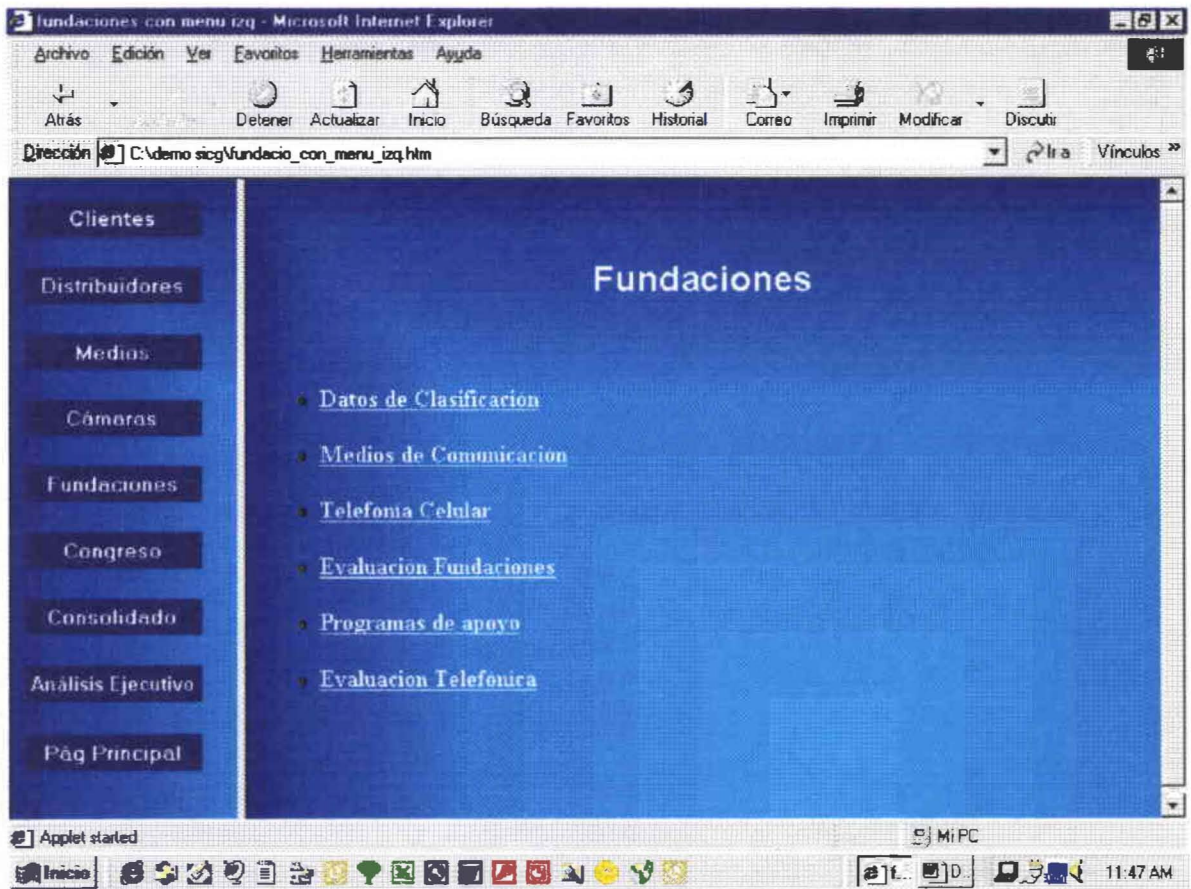 fundaciones con menu izq - Microsoft Internet Explorer
Archivo Edición Ver Favoritos Herramientas Ayuda
Atrás Detener Actualizar Inicio Búsqueda Favoritos Historial Correo Imprimir Modificar Discutir
Dirección C:\demo sicg\fundacio_con_menu_izq.htm Ir a Vínculos »
Clientes
Distribuidores
Medios
Cámaras
Fundaciones
Congreso
Consolidado
Análisis Ejecutivo
Pág Principal
Fundaciones
Datos de Clasificacion
Medios de Comunicacion
Telefonia Celular
Evaluacion Fundaciones
Programas de apoyo
Evaluacion Telefónica
Applet started Mi PC
Inicio f... D... 11:47 AM